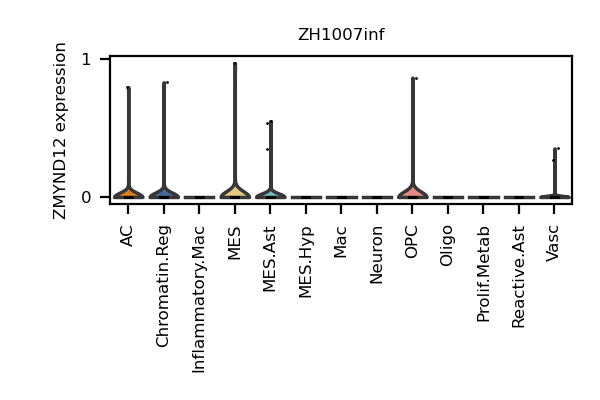 ZH1007inf
ZMYND12 expression
1
0
AC
Chromatin.Reg
Inflammatory.Mac
MES
MES.Ast
MES.Hyp
Mac
Neuron
OPC
Oligo
Prolif.Metab
Reactive.Ast
Vasc